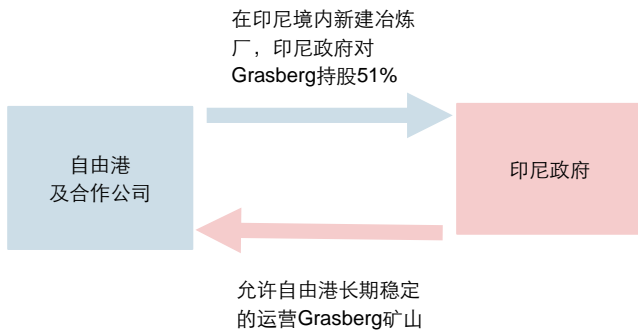 在印尼境内新建冶炼
厂，印尼政府对
Grasberg持股51%
自由港
及合作公司
印尼政府
允许自由港长期稳定
的运营Grasberg矿山